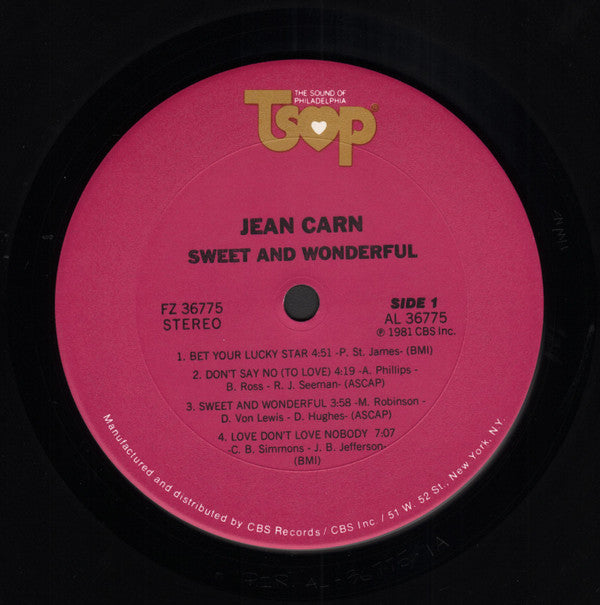 THE SOUND OF
PHILADELPHIA
TSOP®
JEAN CARN
SWEET AND WONDERFUL
FZ 36775
STEREO
SIDE 1
AL 36775
℗ 1981 CBS Inc.
1. BET YOUR LUCKY STAR 4:51 -P. St. James- (BMI)
2. DON'T SAY NO (TO LOVE) 4:19 -A. Phillips -
B. Ross - R. J. Seeman- (ASCAP)
3. SWEET AND WONDERFUL 3:58 -M. Robinson -
D. Von Lewis - D. Hughes- (ASCAP)
4. LOVE DON'T LOVE NOBODY 7:07
-C. B. Simmons - J. B. Jefferson-
(BMI)
Manufactured and distributed by CBS Records / CBS Inc. / 51 W. 52 St., New York, N.Y.